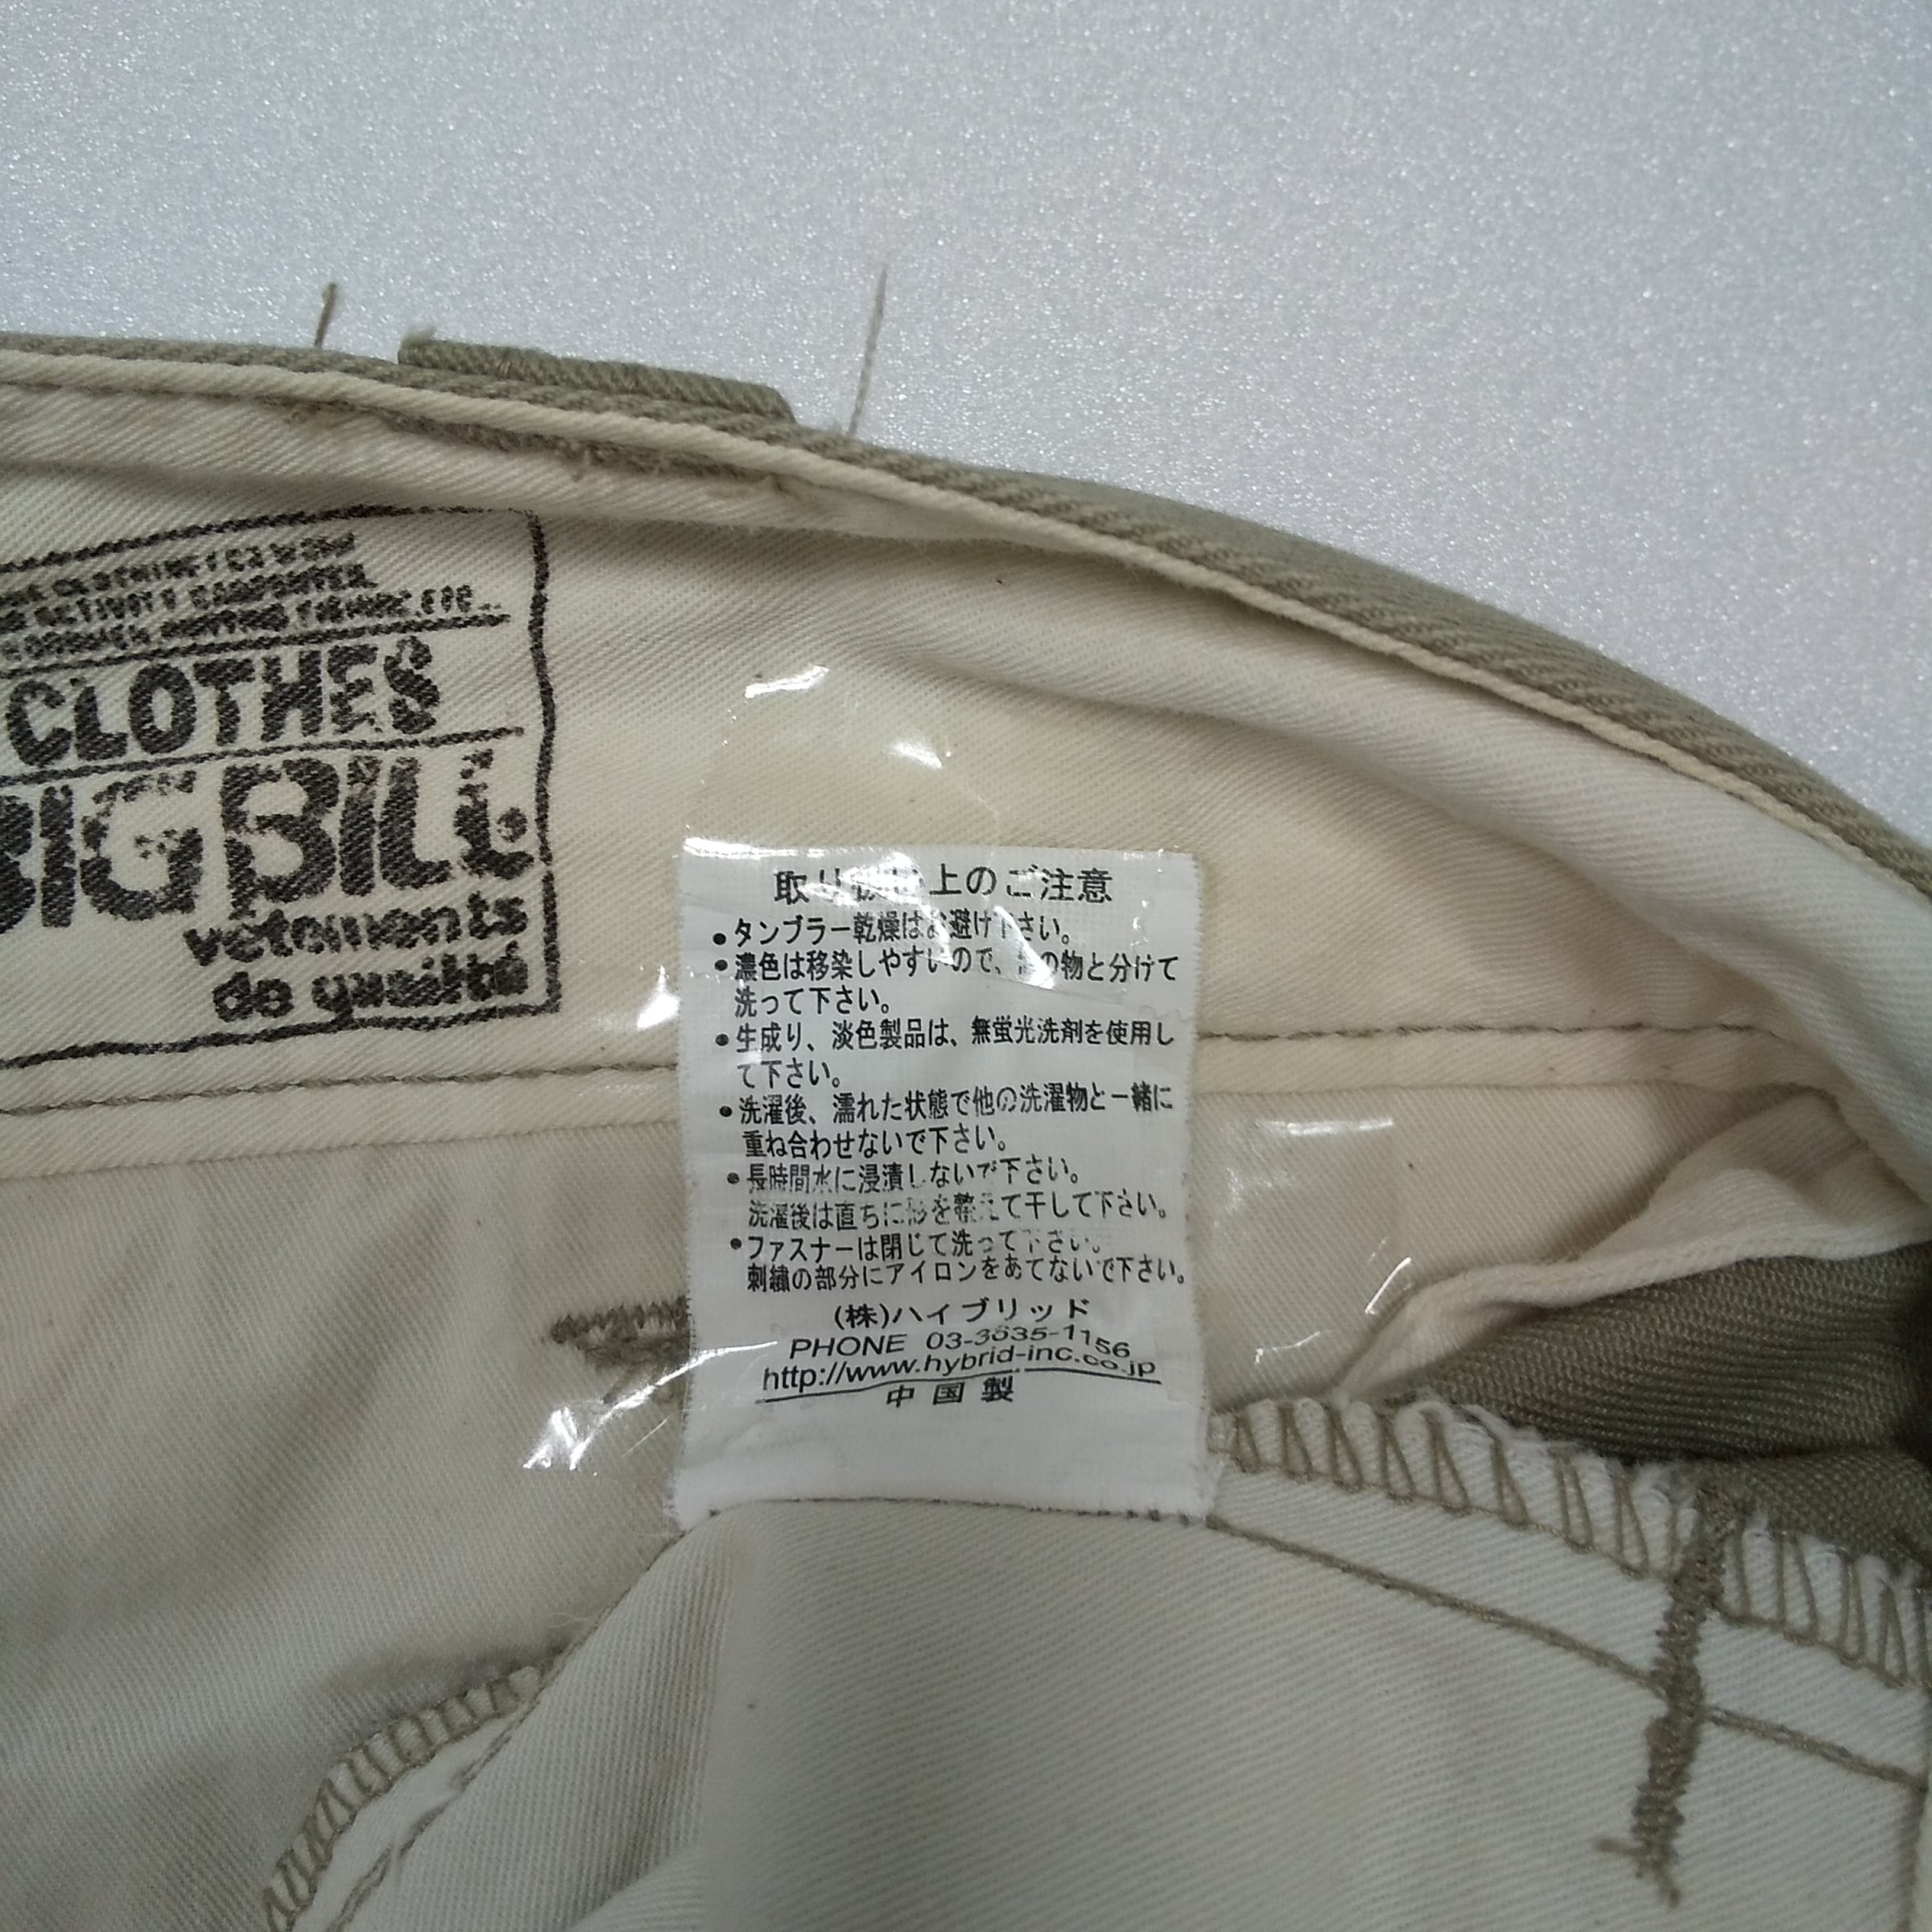 CLOTHES
BIG BILL
vêtements
de qualité
取り扱い上のご注意
●タンブラー乾燥はお避け下さい。
●濃色は移染しやすいので、他の物と分けて
洗って下さい。
●生成り、淡色製品は、無蛍光洗剤を使用し
て下さい。
●洗濯後、濡れた状態で他の洗濯物と一緒に
重ね合わせないで下さい。
●長時間水に浸漬しないで下さい。
洗濯後は直ちに形を整えて干して下さい。
●ファスナーは閉じて洗って下さい。
刺繍の部分にアイロンをあてないで下さい。
(株)ハイブリッド
PHONE 03-3635-1156
http://www.hybrid-inc.co.jp
中国製